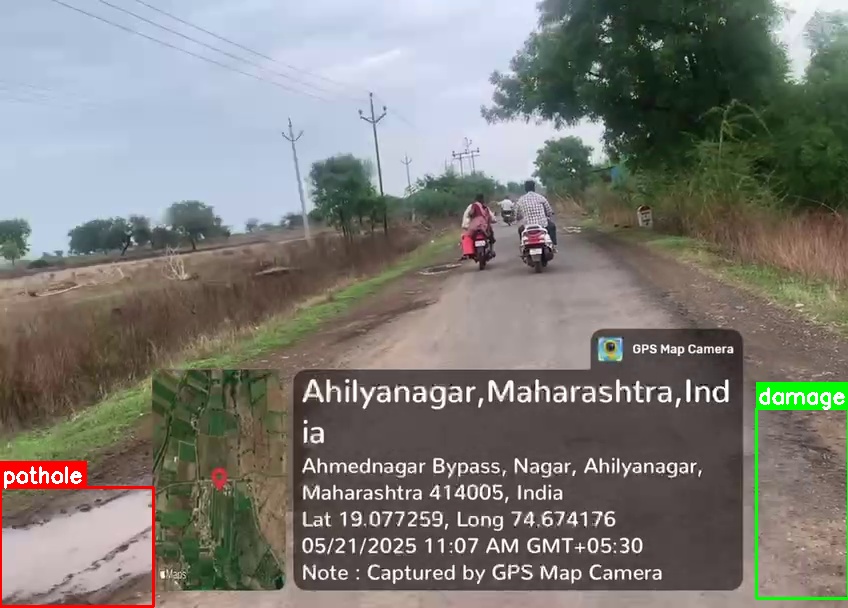 GPS Map Camera
Ahilyanagar,Maharashtra,Ind
ia
damage
Ahmednagar Bypass, Nagar, Ahilyanagar,
Maharashtra 414005, India
pothole
Lat 19.077259, Long 74.674176
05/21/2025 11:07 AM GMT+05:30
Note : Captured by GPS Map Camera
Maps